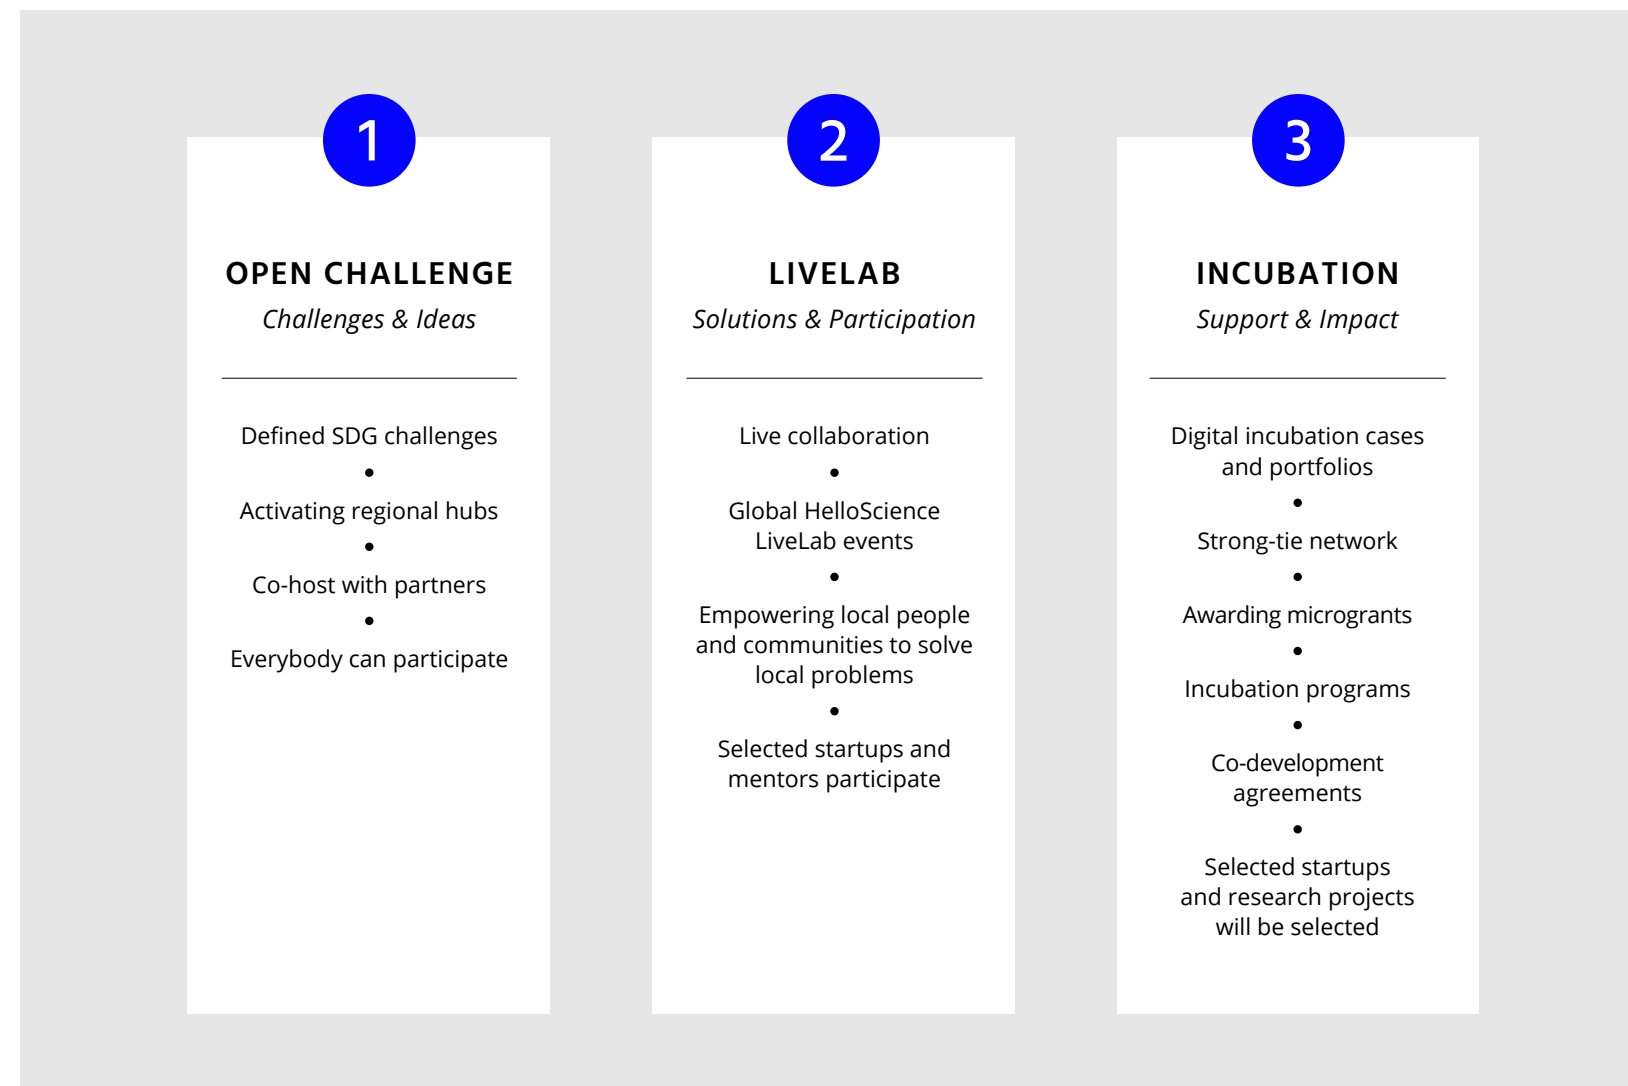 1
OPEN CHALLENGE
Challenges & Ideas
Defined SDG challenges
•
Activating regional hubs
•
Co-host with partners
•
Everybody can participate
2
LIVELAB
Solutions & Participation
Live collaboration
•
Global HelloScience
LiveLab events
•
Empowering local people
and communities to solve
local problems
•
Selected startups and
mentors participate
3
INCUBATION
Support & Impact
Digital incubation cases
and portfolios
•
Strong-tie network
•
Awarding microgrants
•
Incubation programs
•
Co-development
agreements
•
Selected startups
and research projects
will be selected